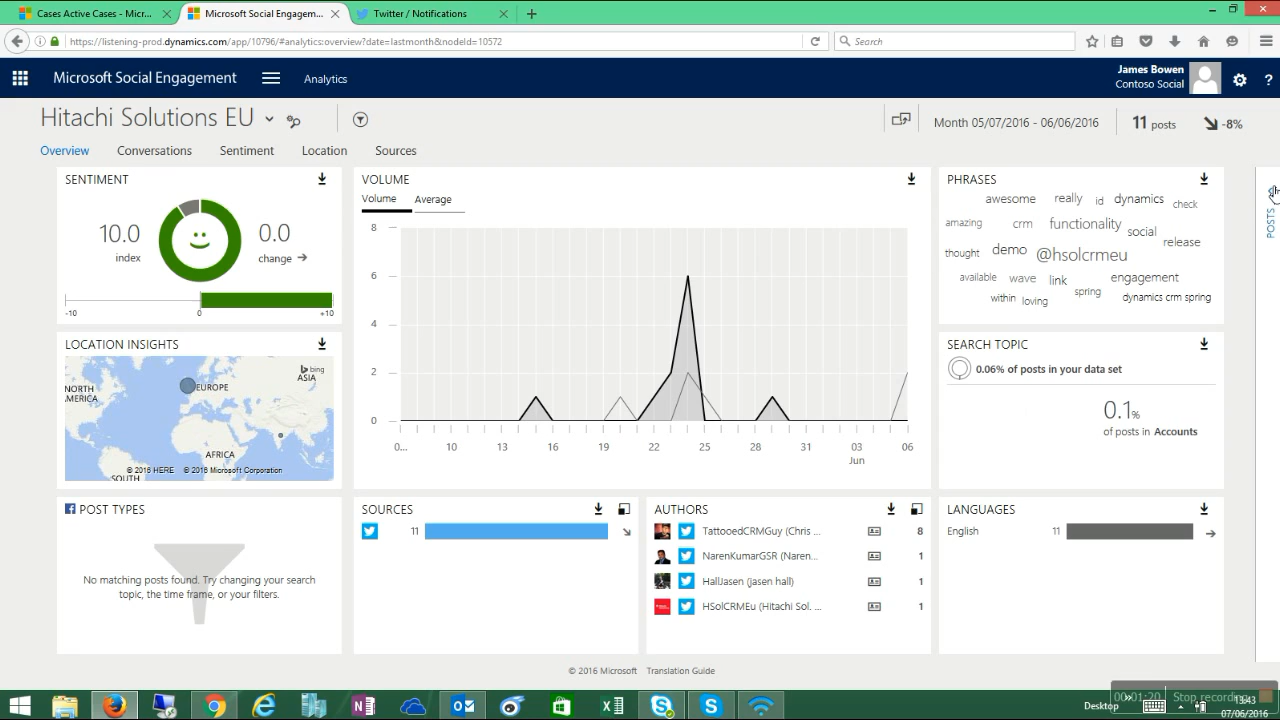 Cases Active Cases - Micr...
Microsoft Social Engagem...
Twitter / Notifications
https://listening-prod.dynamics.com/app/10796/#analytics:overview?date=lastmonth&nodeId=10572
Search
Microsoft Social Engagement
Analytics
James Bowen
Contoso Social
?
Hitachi Solutions EU
Month 05/07/2016 - 06/06/2016
11 posts
-8%
Overview
Conversations
Sentiment
Location
Sources
SENTIMENT
10.0
index
0.0
change
-10
0
+10
VOLUME
Volume
Average
8
6
4
2
0
0...
10
13
16
19
22
25
28
31
03
06
Jun
PHRASES
awesome really id dynamics check
amazing crm functionality social release
thought demo @hsolcrmeu
available wave link engagement
within loving spring dynamics crm spring
POSTS
LOCATION INSIGHTS
bing
NORTH AMERICA
EUROPE
ASIA
AFRICA
SOUTH
© 2016 HERE © 2016 Microsoft Corporation
SEARCH TOPIC
0.06% of posts in your data set
0.1%
of posts in Accounts
POST TYPES
No matching posts found. Try changing your search
topic, the time frame, or your filters.
SOURCES
11
AUTHORS
TattooedCRMGuy (Chris ... 8
NarenKumarGSR (Naren... 1
HallJasen (jasen hall) 1
HSolCRMEu (Hitachi Sol. ... 1
LANGUAGES
English 11
© 2016 Microsoft Translation Guide
00:01:20 Stop recording
Desktop
13:43
07/06/2016